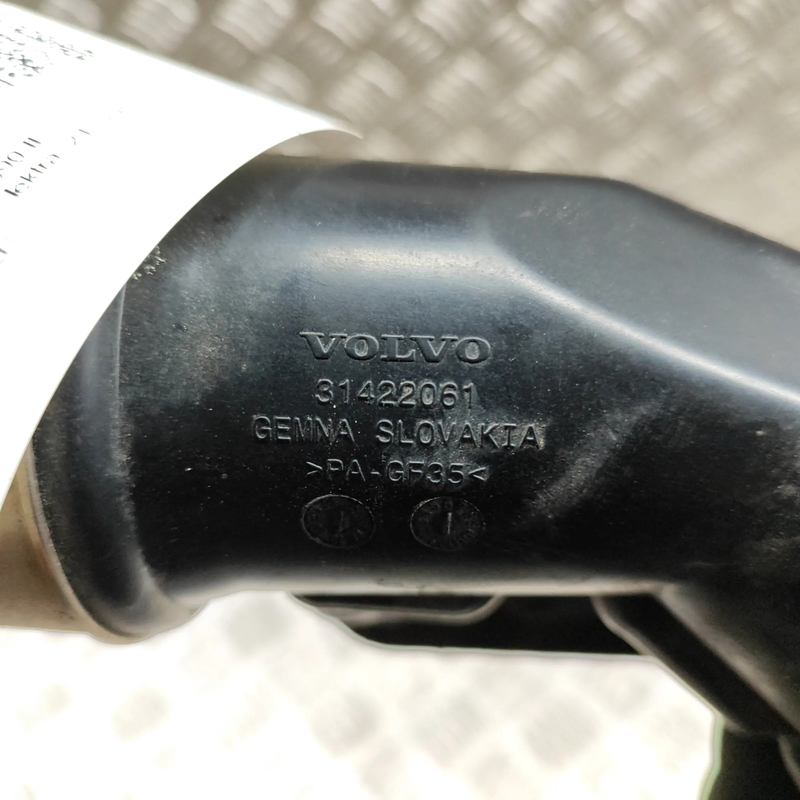 VOLVO
31422061
GEMNA SLOVAKIA
>PA-GF35<